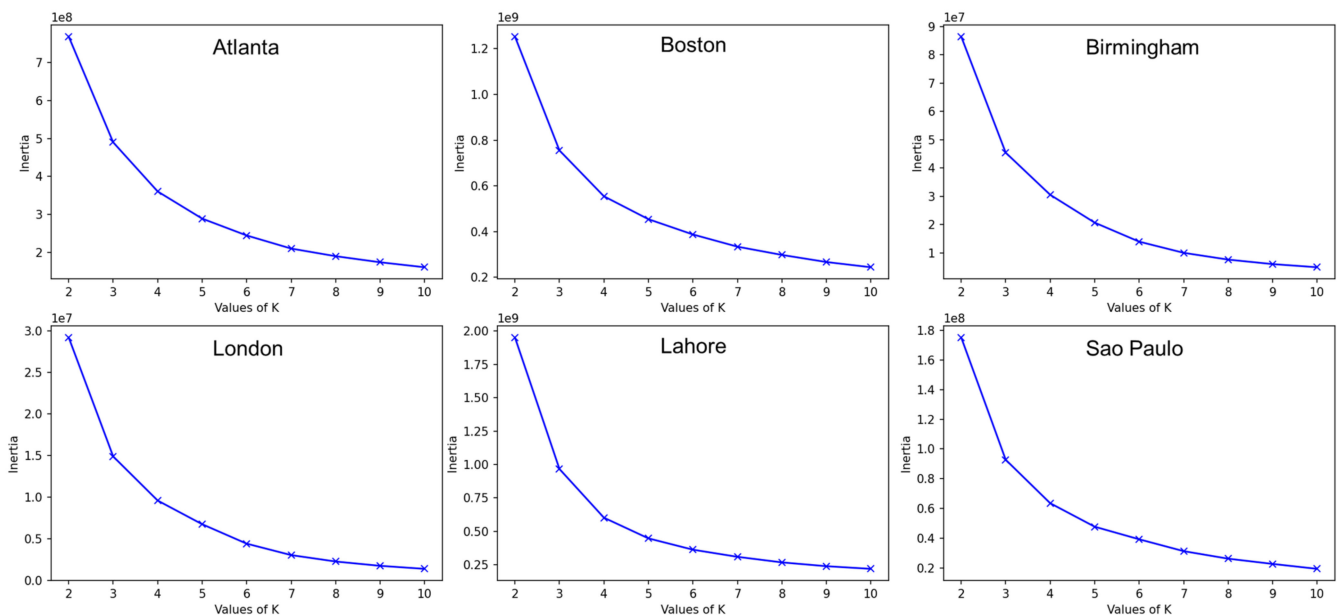 1e8
Atlanta
7
6
5
4
3
2
Inertia
2 3 4 5 6 7 8 9 10
Values of K
1e9
Boston
1.2
1.0
0.8
0.6
0.4
0.2
Inertia
2 3 4 5 6 7 8 9 10
Values of K
1e7
Birmingham
9
8
7
6
5
4
3
2
1
Inertia
2 3 4 5 6 7 8 9 10
Values of K
1e7
London
3.0
2.5
2.0
1.5
1.0
0.5
0.0
Inertia
2 3 4 5 6 7 8 9 10
Values of K
1e9
Lahore
2.00
1.75
1.50
1.25
1.00
0.75
0.50
0.25
Inertia
2 3 4 5 6 7 8 9 10
Values of K
1e8
Sao Paulo
1.8
1.6
1.4
1.2
1.0
0.8
0.6
0.4
0.2
Inertia
2 3 4 5 6 7 8 9 10
Values of K